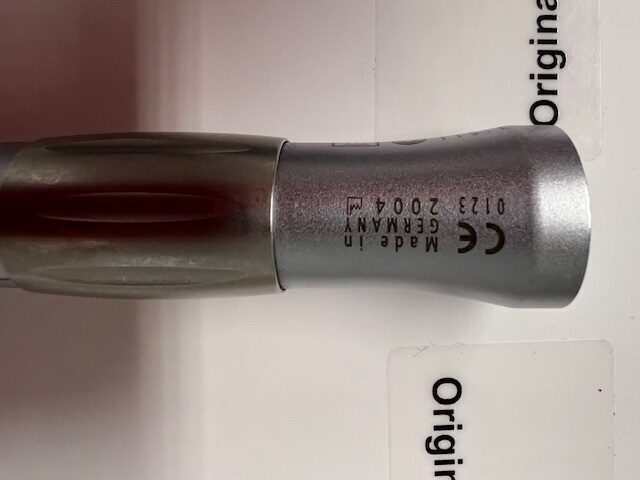 Origina
CE Made in
GERMANY
0123 2004
Origin